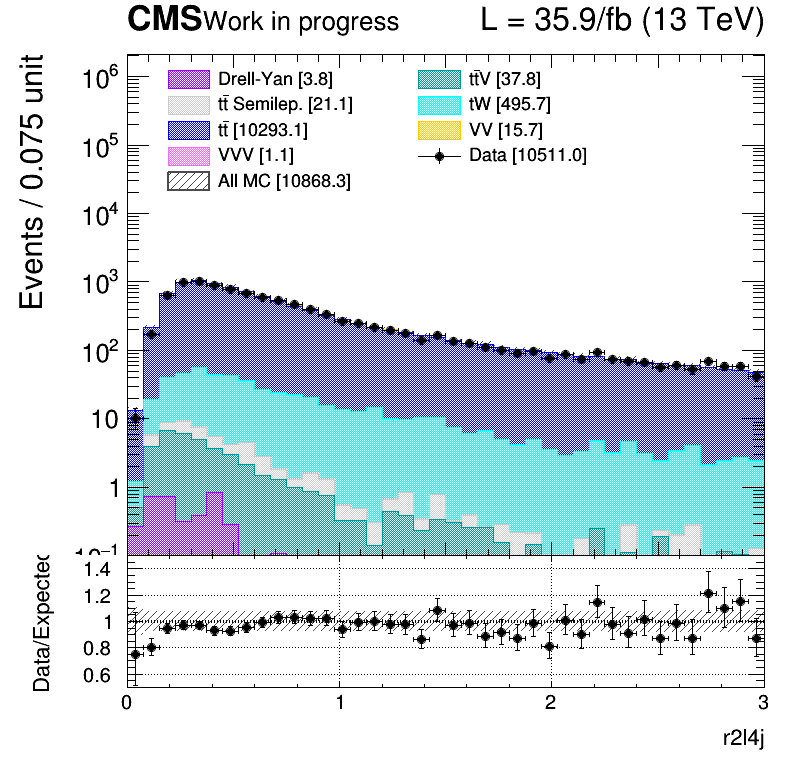 CMS Work in progress L = 35.9/fb (13 TeV)
Events / 0.075 unit
10⁶
10⁵
10⁴
10³
10²
10
1
10⁻¹
Drell-Yan [3.8]
tt̄ Semilep. [21.1]
tt̄ [10293.1]
VVV [1.1]
All MC [10868.3]
tt̄V [37.8]
tW [495.7]
VV [15.7]
Data [10511.0]
Data/Expected
1.4
1.2
1
0.8
0.6
0 1 2 3
r2l4j